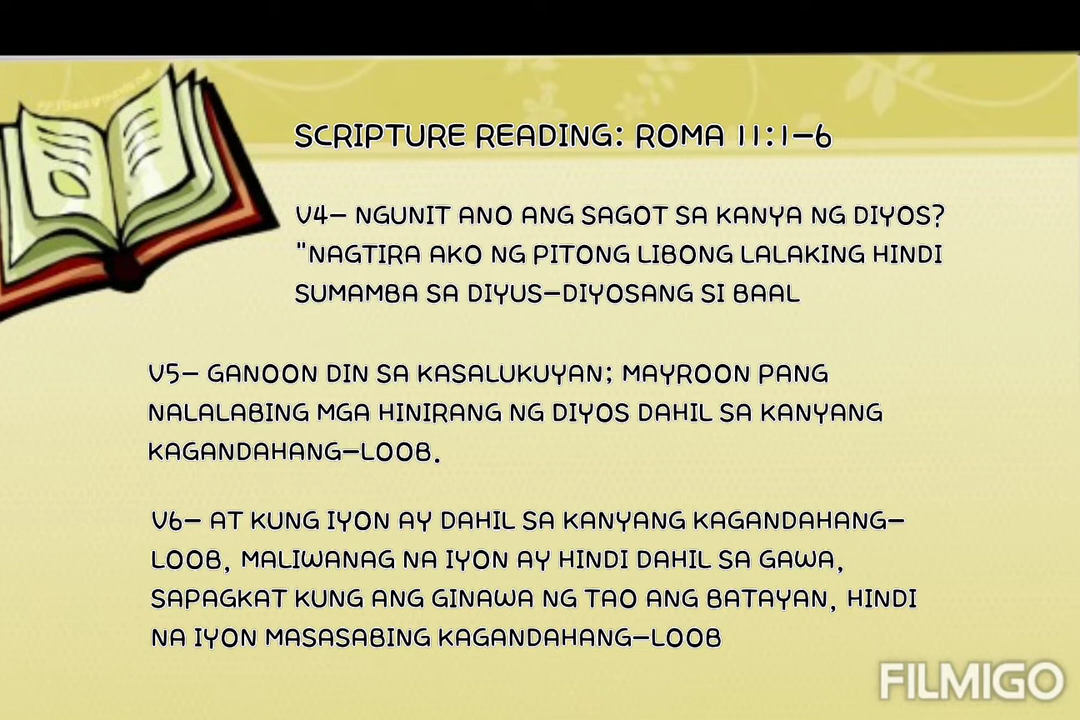 SCRIPTURE READING: ROMA 11:1-6
V4- NGUNIT ANO ANG SAGOT SA KANYA NG DIYOS?
"NAGTIRA AKO NG PITONG LIBONG LALAKING HINDI
SUMAMBA SA DIYUS-DIYOSANG SI BAAL
V5- GANOON DIN SA KASALUKUYAN; MAYROON PANG
NALALABING MGA HINIRANG NG DIYOS DAHIL SA KANYANG
KAGANDAHANG-LOOB.
V6- AT KUNG IYON AY DAHIL SA KANYANG KAGANDAHANG-
LOOB, MALIWANAG NA IYON AY HINDI DAHIL SA GAWA,
SAPAGKAT KUNG ANG GINAWA NG TAO ANG BATAYAN, HINDI
NA IYON MASASABING KAGANDAHANG-LOOB
FILMIGO